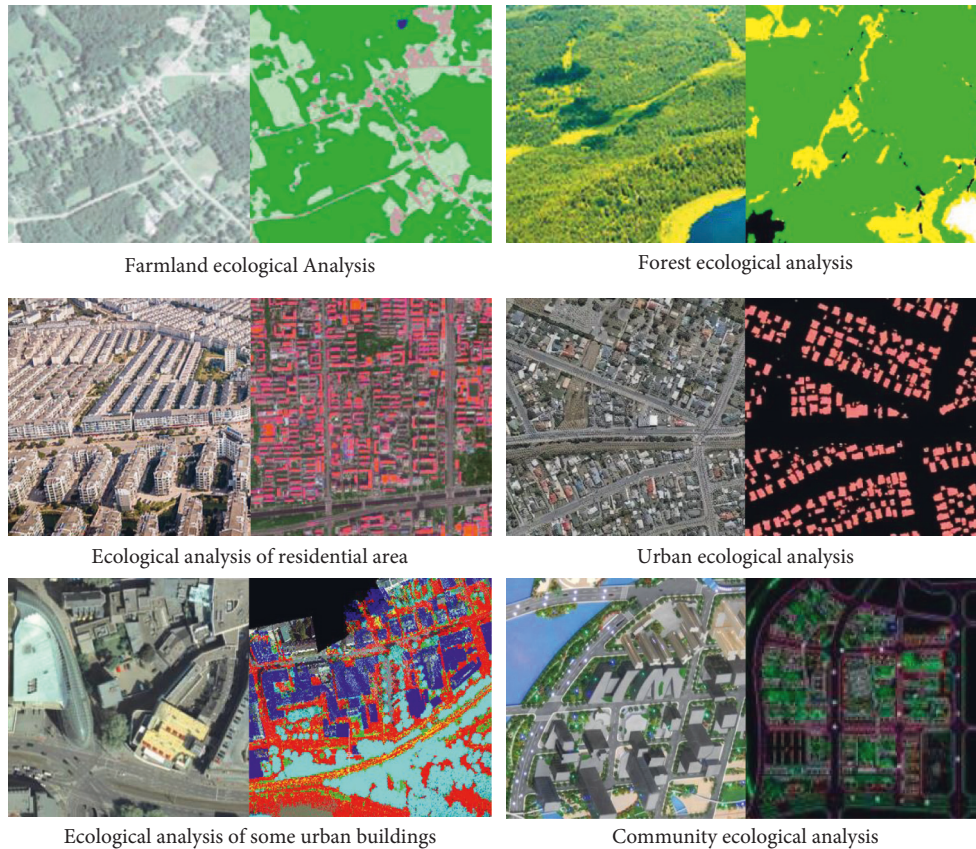 Farmland ecological Analysis
Forest ecological analysis
Ecological analysis of residential area
Urban ecological analysis
Ecological analysis of some urban buildings
Community ecological analysis